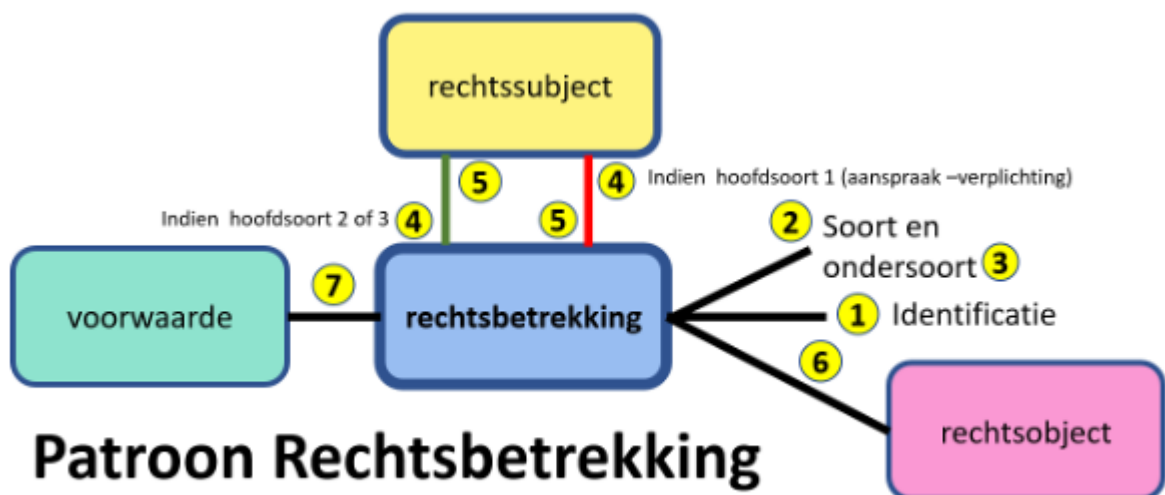 rechtssubject
5
4 Indien hoofdsoort 1 (aanspraak –verplichting)
Indien hoofdsoort 2 of 3 4
5
2 Soort en
ondersoort 3
voorwaarde
7
rechtsbetrekking
1 Identificatie
6
rechtsobject
Patroon Rechtsbetrekking